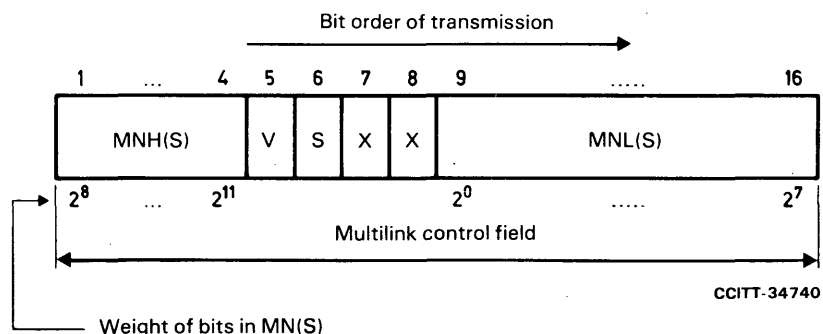 Bit order of transmission
1 ... 4 5 6 7 8 9 ..... 16
MNH(S) V S X X MNL(S)
2⁸ ... 2¹¹ 2⁰ ..... 2⁷
Multilink control field
CCITT-34740
Weight of bits in MN(S)